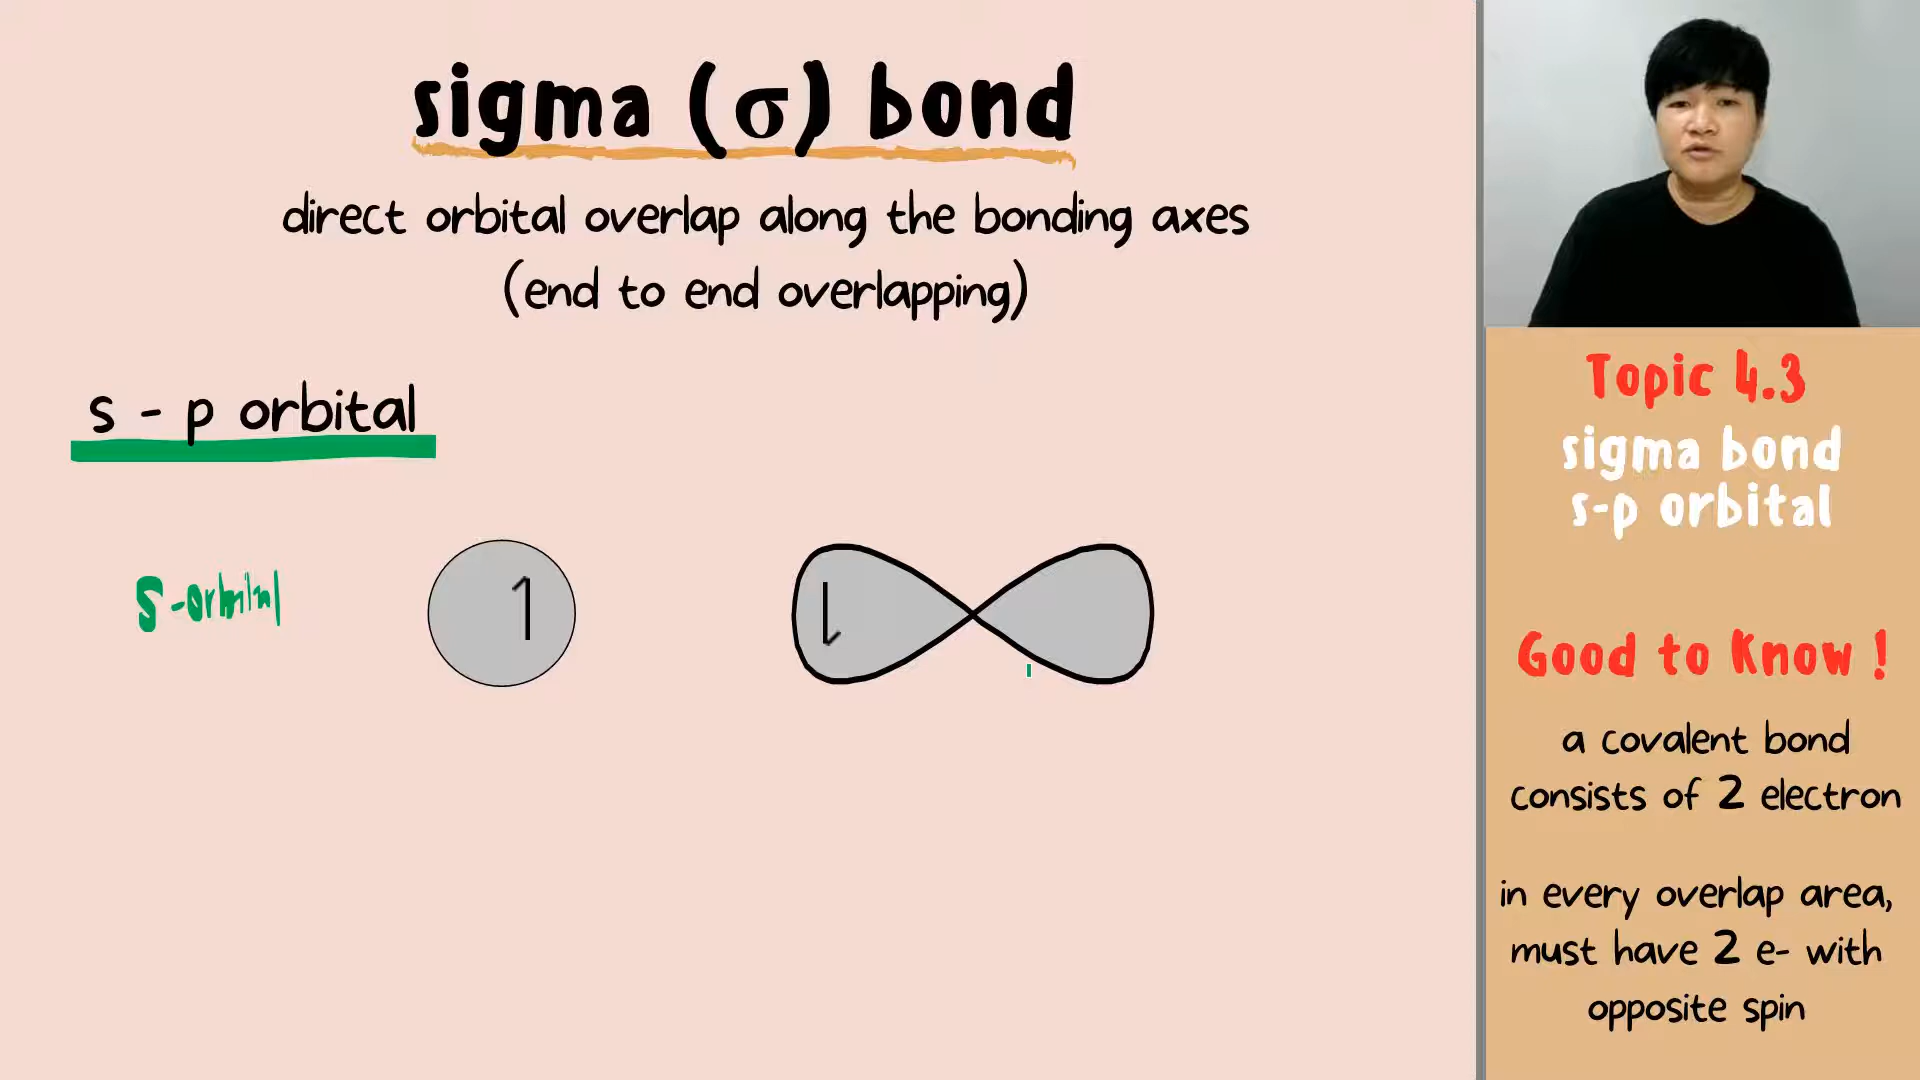 sigma (σ) bond
direct orbital overlap along the bonding axes
(end to end overlapping)
s - p orbital
s-orbital
Topic 4.3
sigma bond
s-p orbital
Good to Know !
a covalent bond
consists of 2 electron
in every overlap area,
must have 2 e- with
opposite spin